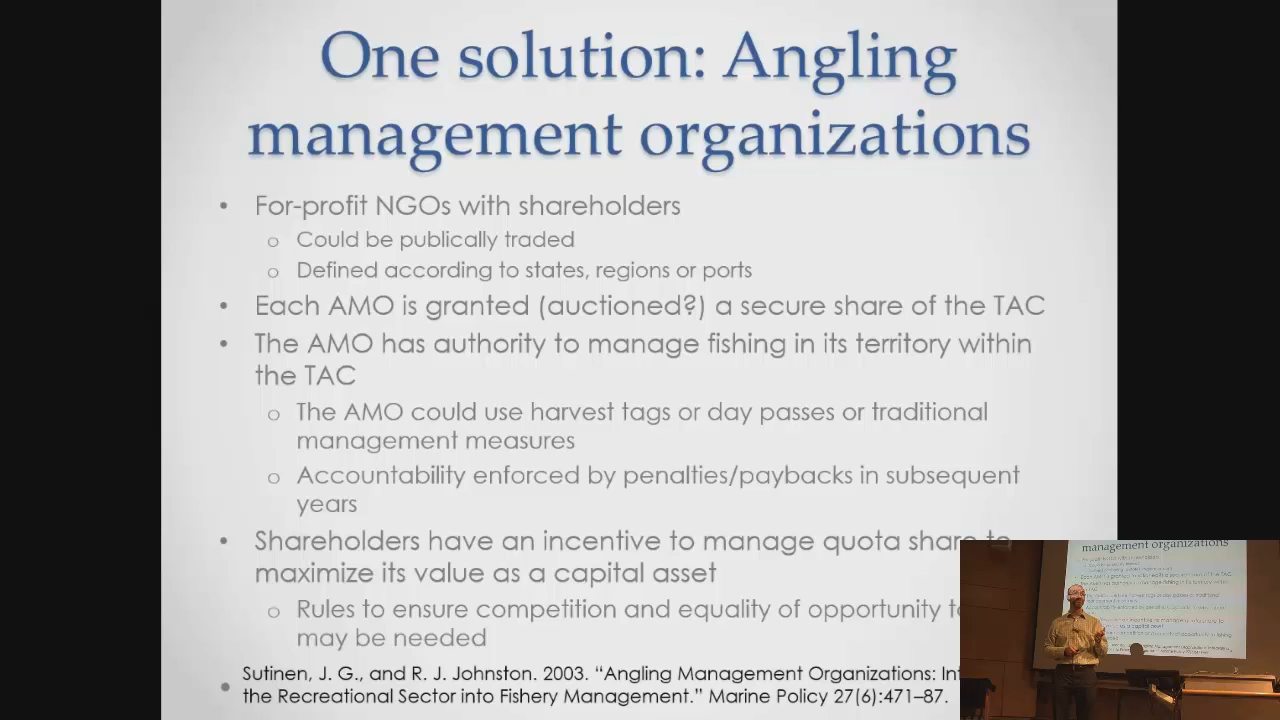 One solution: Angling
management organizations
• For-profit NGOs with shareholders
o Could be publically traded
o Defined according to states, regions or ports
• Each AMO is granted (auctioned?) a secure share of the TAC
• The AMO has authority to manage fishing in its territory within
the TAC
o The AMO could use harvest tags or day passes or traditional
management measures
o Accountability enforced by penalties/paybacks in subsequent
years
• Shareholders have an incentive to manage quota share to
maximize its value as a capital asset
o Rules to ensure competition and equality of opportunity
may be needed
• Sutinen, J. G., and R. J. Johnston. 2003. “Angling Management Organizations:
the Recreational Sector into Fishery Management.” Marine Policy 27(6):471–87.
management organizations